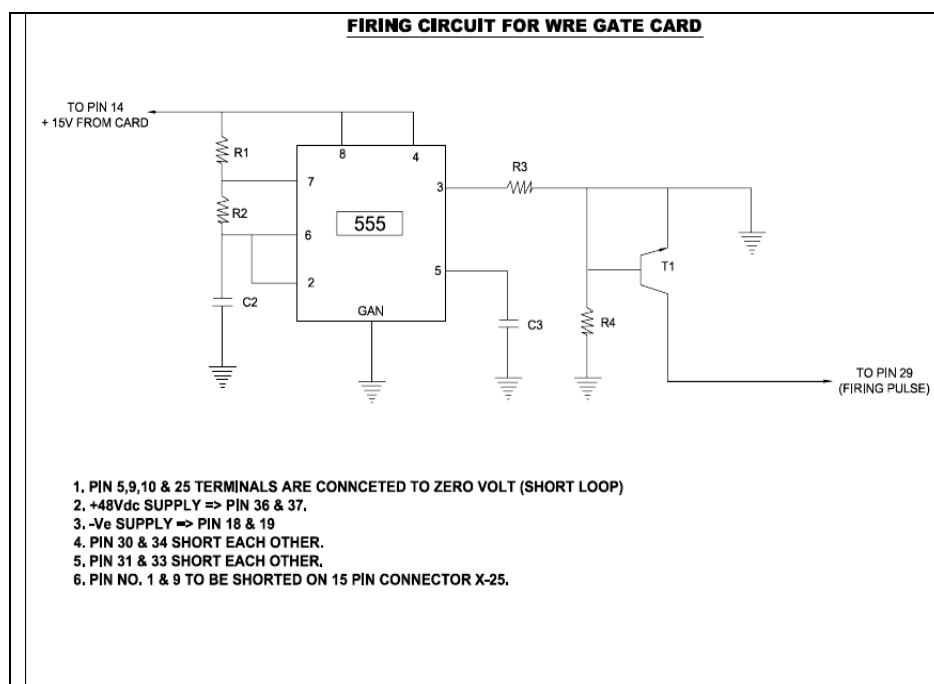 FIRING CIRCUIT FOR WRE GATE CARD
TO PIN 14
+ 15V FROM CARD
R1
8
4
R3
7
3
R2
555
6
5
T1
2
C2
GAN
C3
R4
TO PIN 29
(FIRING PULSE)
1. PIN 5,9,10 & 25 TERMINALS ARE CONNCETED TO ZERO VOLT (SHORT LOOP)
2. +48Vdc SUPPLY => PIN 36 & 37.
3. -Ve SUPPLY => PIN 18 & 19
4. PIN 30 & 34 SHORT EACH OTHER.
5. PIN 31 & 33 SHORT EACH OTHER.
6. PIN NO. 1 & 9 TO BE SHORTED ON 15 PIN CONNECTOR X-25.